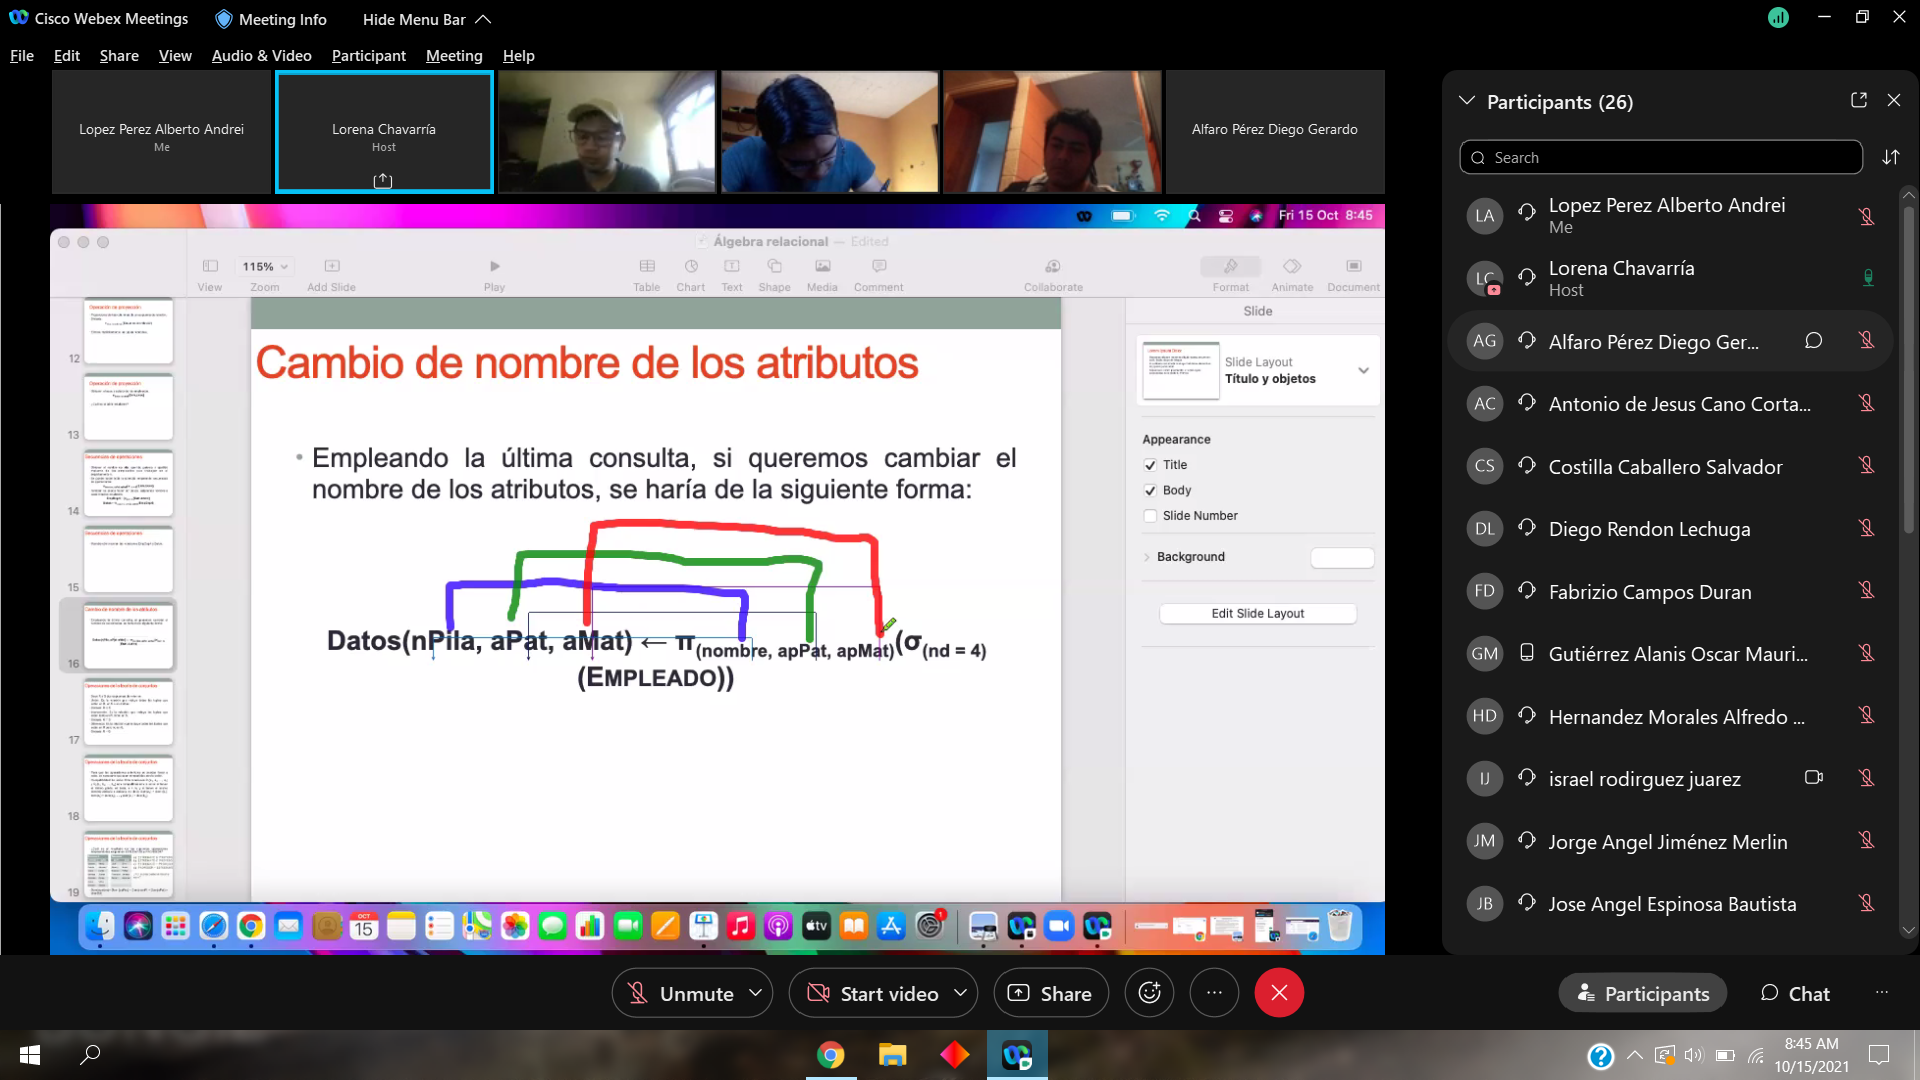 Cisco Webex Meetings
Meeting Info
Hide Menu Bar
File Edit Share View Audio & Video Participant Meeting Help
Lopez Perez Alberto Andrei
Me
Lorena Chavarría
Host
Alfaro Pérez Diego Gerardo
Fri 15 Oct 8:45
Álgebra relacional — Edited
115%
View Zoom Add Slide Play Table Chart Text Shape Media Comment Collaborate Format Animate Document
12
13
14
15
16
17
18
19
Cambio de nombre de los atributos
• Empleando la última consulta, si queremos cambiar el
nombre de los atributos, se haría de la siguiente forma:
Datos(nPila, aPat, aMat) ← π(nombre, apPat, apMat)(σ(nd = 4)
(EMPLEADO))
Slide
Slide Layout
Título y objetos
Appearance
Title
Body
Slide Number
Background
Edit Slide Layout
OCT
15
tv
1
Participants (26)
Search
LA Lopez Perez Alberto Andrei
Me
LC Lorena Chavarría
Host
AG Alfaro Pérez Diego Ger...
AC Antonio de Jesus Cano Corta...
CS Costilla Caballero Salvador
DL Diego Rendon Lechuga
FD Fabrizio Campos Duran
GM Gutiérrez Alanis Oscar Mauri...
HD Hernandez Morales Alfredo ...
IJ israel rodirguez juarez
JM Jorge Angel Jiménez Merlin
JB Jose Angel Espinosa Bautista
Unmute
Start video
Share
Participants
Chat
8:45 AM
10/15/2021